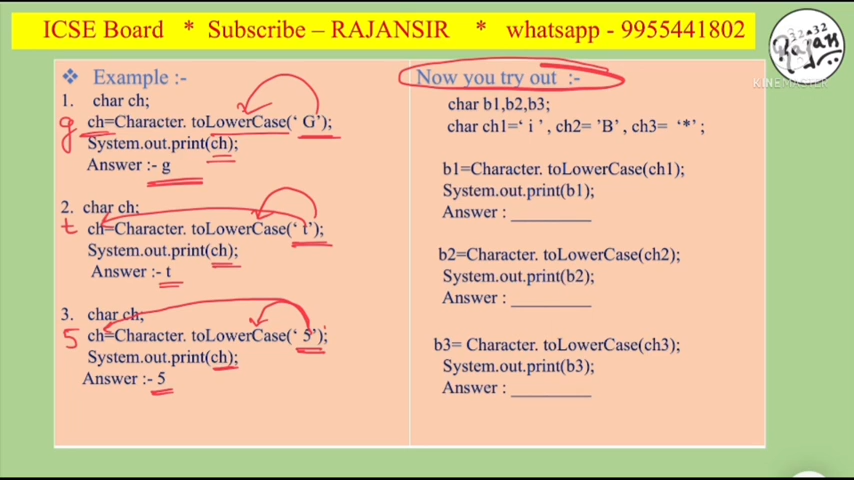 ICSE Board * Subscribe – RAJANSIR * whatsapp - 9955441802
32 32
Rajan
KINEMASTER
❖ Example :-
1. char ch;
g ch=Character. toLowerCase(‘ G’);
System.out.print(ch);
Answer :- g
2. char ch;
t ch=Character. toLowerCase(‘ t’);
System.out.print(ch);
Answer :- t
3. char ch;
5 ch=Character. toLowerCase(‘ 5’);
System.out.print(ch);
Answer :- 5
Now you try out :-
char b1,b2,b3;
char ch1=‘ i ’ , ch2= ’B’ , ch3= ‘*’ ;
b1=Character. toLowerCase(ch1);
System.out.print(b1);
Answer : _________
b2=Character. toLowerCase(ch2);
System.out.print(b2);
Answer : _________
b3= Character. toLowerCase(ch3);
System.out.print(b3);
Answer : _________